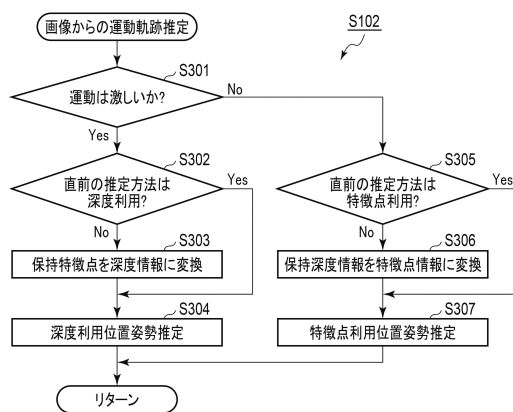 画像からの運動軌跡推定
S102
S301
運動は激しいか?
No
Yes
S302
直前の推定方法は
深度利用?
Yes
No
S303
保持特徴点を深度情報に変換
S304
深度利用位置姿勢推定
S305
直前の推定方法は
特徴点利用?
Yes
No
S306
保持深度情報を特徴点情報に変換
S307
特徴点利用位置姿勢推定
リターン